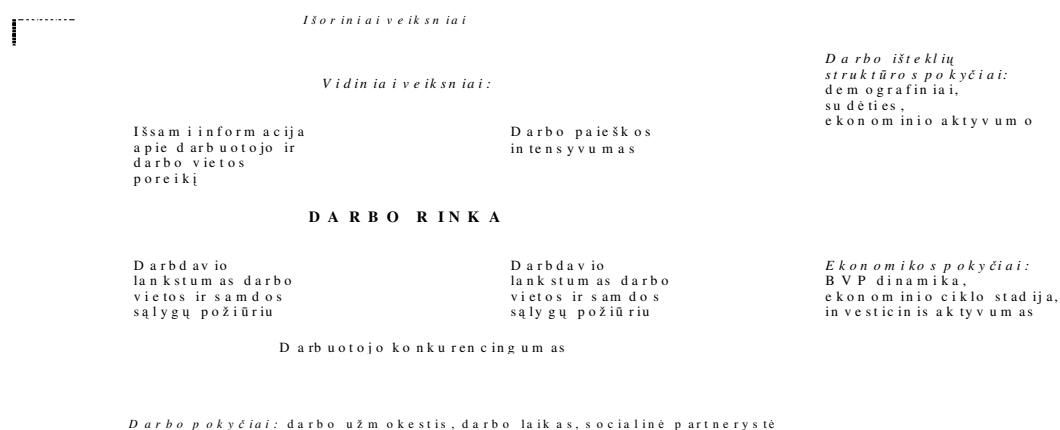 Išoriniai veiksniai
Vidiniai veiksniai:
Darbo išteklių
struktūros pokyčiai:
demografiniai,
sudėties,
ekonominio aktyvumo
Išsami informacija
apie darbuotojo ir
darbo vietos
poreikį
Darbo paieškos
intensyvumas
DARBO RINKA
Darbdavio
lankstumas darbo
vietos ir samdos
sąlygų požiūriu
Darbdavio
lankstumas darbo
vietos ir samdos
sąlygų požiūriu
Ekonomikos pokyčiai:
BVP dinamika,
ekonominio ciklo stadija,
investicinis aktyvumas
Darbuotojo konkurencingumas
Darbo pokyčiai: darbo užmokestis, darbo laikas, socialinė partnerystė